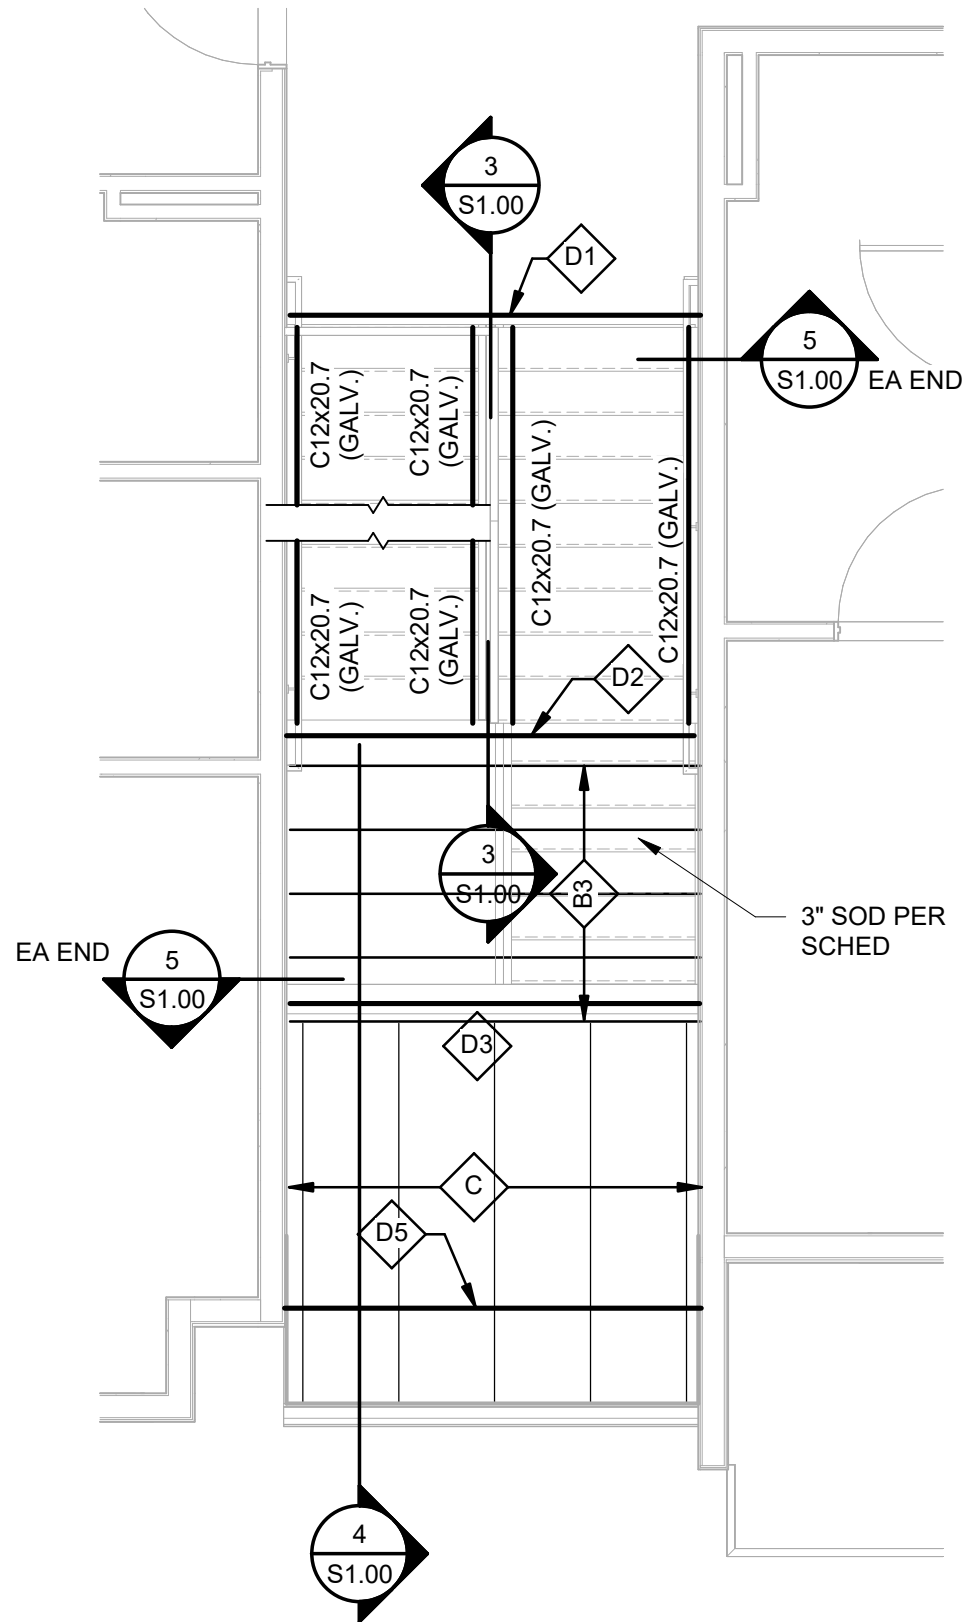 3
S1.00
D1
5
S1.00
EA END
C12x20.7
(GALV.)
C12x20.7
(GALV.)
C12x20.7 (GALV.)
C12x20.7 (GALV.)
C12x20.7
(GALV.)
C12x20.7
(GALV.)
D2
3
S1.00
B3
3" SOD PER
SCHED
EA END
5
S1.00
D3
C
D5
4
S1.00